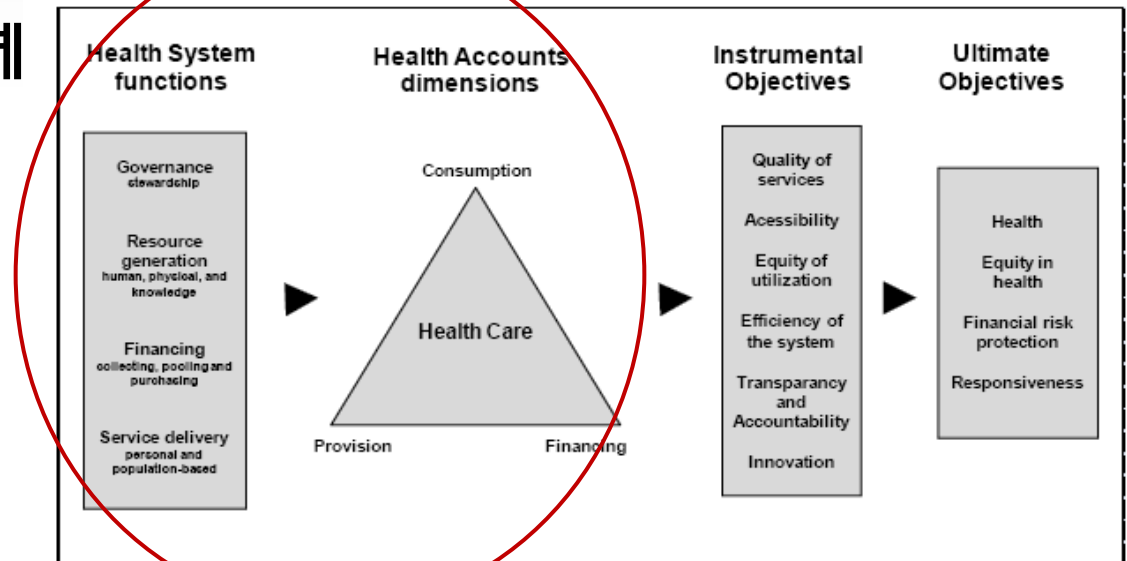 Health System
functions
Governance
stewardship
Resource
generation
human, physical, and
knowledge
Financing
collecting, pooling and
purchasing
Service delivery
personal and
population-based
Health Accounts
dimensions
Consumption
Health Care
Provision
Financing
Instrumental
Objectives
Quality of
services
Acessibility
Equity of
utilization
Efficiency of
the system
Transparancy
and
Accountability
Innovation
Ultimate
Objectives
Health
Equity in
health
Financial risk
protection
Responsiveness